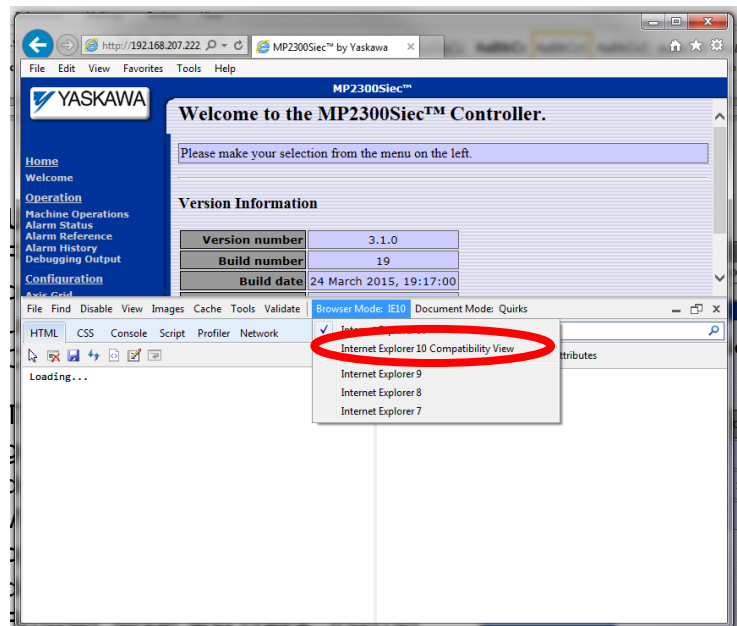 http://192.168.207.222
MP2300Siec™ by Yaskawa
File Edit View Favorites Tools Help
YASKAWA
MP2300Siec™
Welcome to the MP2300Siec™ Controller.
Please make your selection from the menu on the left.
Home
Welcome
Operation
Machine Operations
Alarm Status
Alarm Reference
Alarm History
Debugging Output
Configuration
Axis Grid
Version Information
Version number 3.1.0
Build number 19
Build date 24 March 2015, 19:17:00
File Find Disable View Images Cache Tools Validate Browser Mode: IE10 Document Mode: Quirks
HTML CSS Console Script Profiler Network
Internet Explorer 10 Compatibility View
Internet Explorer 9
Internet Explorer 8
Internet Explorer 7
Loading...